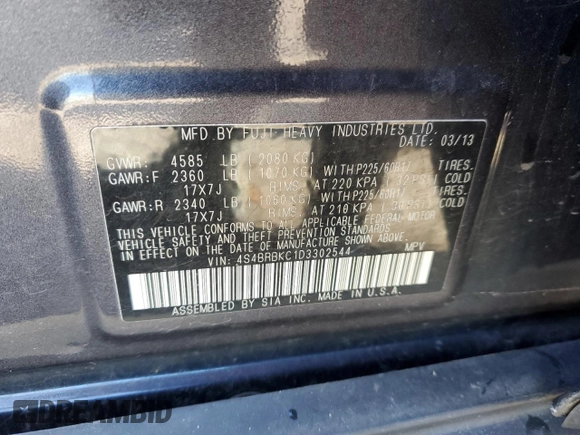 MFD.BY FUJI HEAVY INDUSTRIES LTD.
DATE: 03/13
GVWR: 4585 LB (2080 KG)
GAWR:F 2360 LB (1070 KG) WITH P225/60R17 TIRES.
17X7J RIMS, AT 220 KPA (32 PSI) COLD
GAWR:R 2340 LB (1060 KG) WITH P225/60R17 TIRES.
17X7J RIMS, AT 210 KPA PSI) COLD
THIS VEHICLE CONFORMS TO ALL APPLICABLE FEDERAL MOTOR
VEHICLE SAFETY AND THEFT PREVENTION STANDARDS IN EFFECT
ON THE DATE OF MANUFACTURE SHOWN ABOVE.
VIN: 4S4BRBKC1D3302544 MPV
ASSEMBLED BY SIA INC. MADE IN U.S.A.
DREAMBID